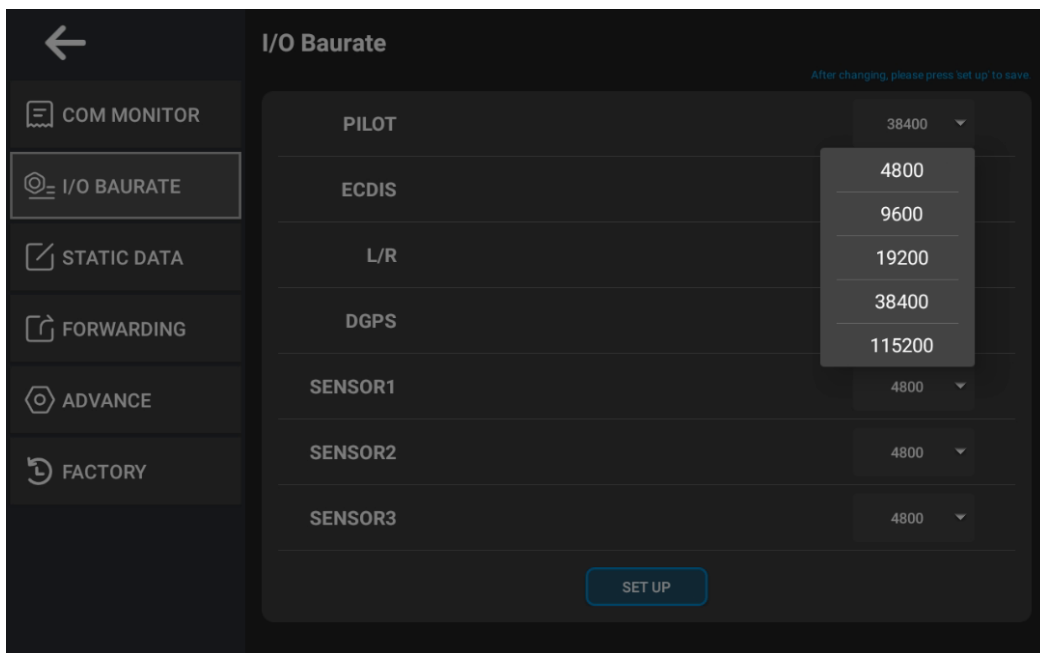 I/O Baurate
After changing, please press 'set up' to save.
COM MONITOR
I/O BAURATE
STATIC DATA
FORWARDING
ADVANCE
FACTORY
PILOT 38400
ECDIS
L/R
DGPS
4800
9600
19200
38400
115200
SENSOR1 4800
SENSOR2 4800
SENSOR3 4800
SET UP